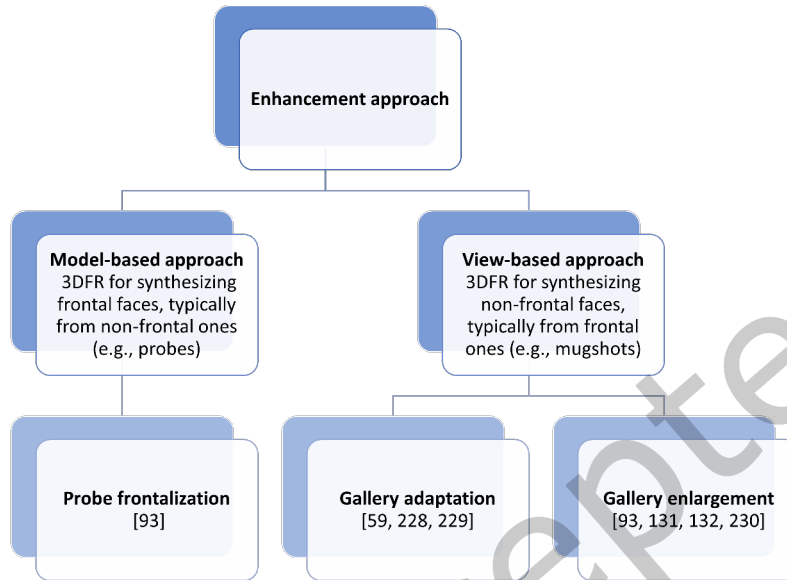 Enhancement approach
Model-based approach
3DFR for synthesizing
frontal faces, typically
from non-frontal ones
(e.g., probes)
View-based approach
3DFR for synthesizing
non-frontal faces,
typically from frontal
ones (e.g., mugshots)
Probe frontalization
[93]
Gallery adaptation
[59, 228, 229]
Gallery enlargement
[93, 131, 132, 230]